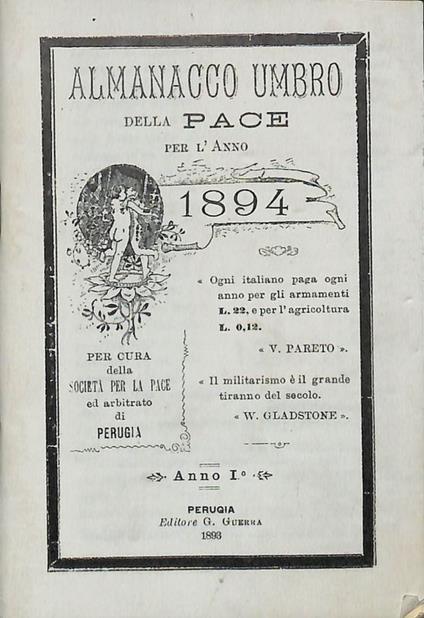 ALMANACCO UMBRO
DELLA PACE
PER L' ANNO
1894
« Ogni italiano paga ogni
anno per gli armamenti
L. 22, e per l'agricoltura
L. 0,12.
« V. PARETO ».
« Il militarismo è il grande
tiranno del secolo.
« W. GLADSTONE ».
PER CURA
della
SOCIETÀ PER LA PACE
ed arbitrato
di
PERUGIA
Anno I.º
PERUGIA
Editore G. GUERRA
1893